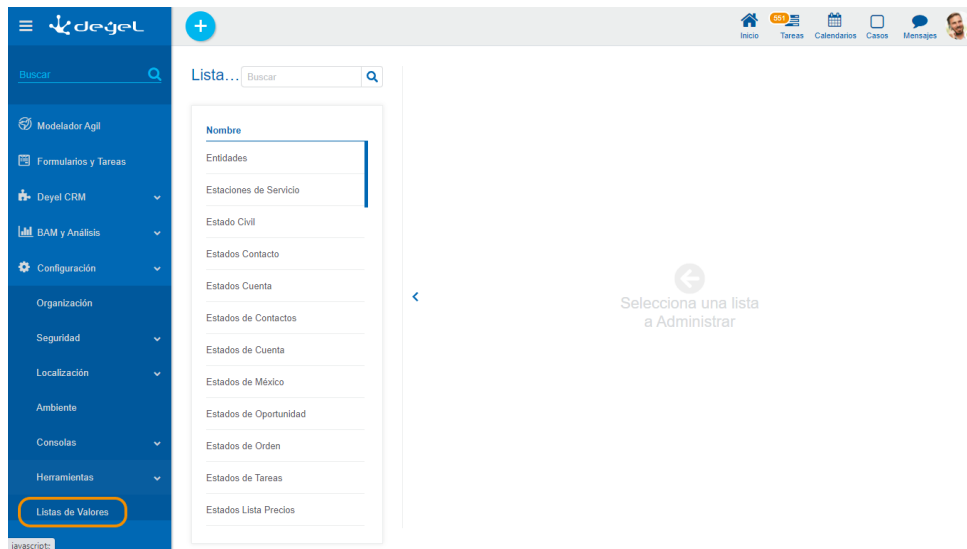 deyel
Buscar
Modelador Agil
Formularios y Tareas
Deyel CRM
BAM y Análisis
Configuración
Organización
Seguridad
Localización
Ambiente
Consolas
Herramientas
Listas de Valores
javascript:;
551
Inicio
Tareas
Calendarios
Casos
Mensajes
Lista...
Buscar
Nombre
Entidades
Estaciones de Servicio
Estado Civil
Estados Contacto
Estados Cuenta
Estados de Contactos
Estados de Cuenta
Estados de México
Estados de Oportunidad
Estados de Orden
Estados de Tareas
Estados Lista Precios
Selecciona una lista
a Administrar